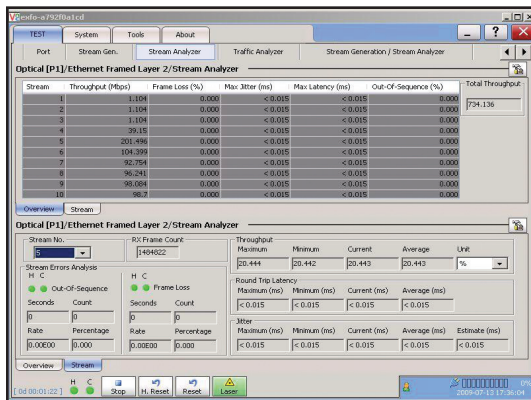 exfo-a792f0a1cd
TEST System Tools About
Port Stream Gen. Stream Analyzer Traffic Analyzer Stream Generation / Stream Analyzer
Optical [P1]/Ethernet Framed Layer 2/Stream Analyzer
Stream Throughput (Mbps) Frame Loss (%) Max Jitter (ms) Max Latency (ms) Out-Of-Sequence (%) Total Throughput
1 1.104 0.000 < 0.015 < 0.015 0.000 734.136
2 1.104 0.000 < 0.015 < 0.015 0.000
3 1.104 0.000 < 0.015 < 0.015 0.000
4 39.15 0.000 < 0.015 < 0.015 0.000
5 201.496 0.000 < 0.015 < 0.015 0.000
6 104.399 0.000 < 0.015 < 0.015 0.000
7 92.754 0.000 < 0.015 < 0.015 0.000
8 96.241 0.000 < 0.015 < 0.015 0.000
9 98.084 0.000 < 0.015 < 0.015 0.000
10 98.7 0.000 < 0.015 < 0.015 0.000
Overview Stream
Optical [P1]/Ethernet Framed Layer 2/Stream Analyzer
Stream No. RX Frame Count
5 1484822
Stream Errors Analysis
H C H C
Out-Of-Sequence Frame Loss
Seconds Count Seconds Count
0 0 0 0
Rate Percentage Rate Percentage
0.00E00 0.000 0.00E00 0.000
Throughput
Maximum Minimum Current Average Unit
20.444 20.442 20.443 20.443 %
Round Trip Latency
Maximum (ms) Minimum (ms) Current (ms) Average (ms)
< 0.015 < 0.015 < 0.015 < 0.015
Jitter
Maximum (ms) Minimum (ms) Current (ms) Average (ms) Estimate (ms)
< 0.015 < 0.015 < 0.015 < 0.015 < 0.015
Overview Stream
[ 0d 00:01:22 ] H C Stop H. Reset Reset Laser 0%
2009-07-13 17:36:04